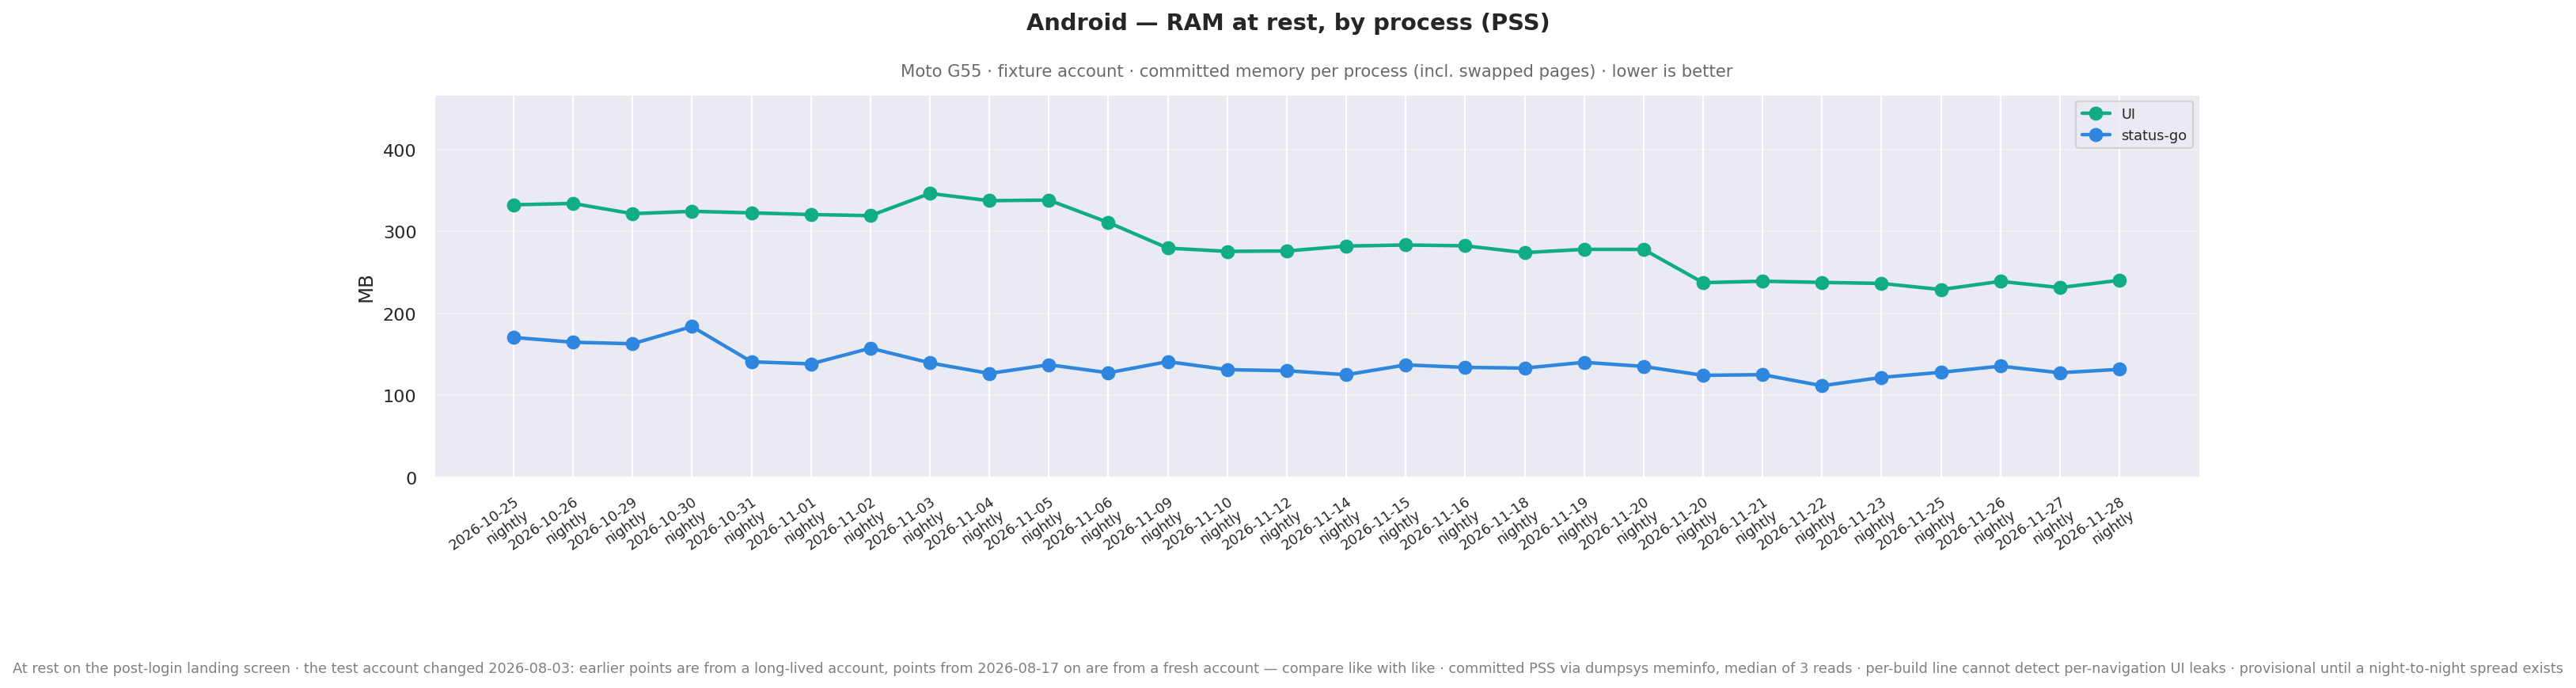 Android — RAM at rest, by process (PSS)
Moto G55 · fixture account · committed memory per process (incl. swapped pages) · lower is better
UI
status-go
400
300
200
100
0
MB
2026-10-25
nightly
2026-10-26
nightly
2026-10-29
nightly
2026-10-30
nightly
2026-10-31
nightly
2026-11-01
nightly
2026-11-02
nightly
2026-11-03
nightly
2026-11-04
nightly
2026-11-05
nightly
2026-11-06
nightly
2026-11-09
nightly
2026-11-10
nightly
2026-11-12
nightly
2026-11-14
nightly
2026-11-15
nightly
2026-11-16
nightly
2026-11-18
nightly
2026-11-19
nightly
2026-11-20
nightly
2026-11-20
nightly
2026-11-21
nightly
2026-11-22
nightly
2026-11-23
nightly
2026-11-25
nightly
2026-11-26
nightly
2026-11-27
nightly
2026-11-28
nightly
At rest on the post-login landing screen · the test account changed 2026-08-03: earlier points are from a long-lived account, points from 2026-08-17 on are from a fresh account — compare like with like · committed PSS via dumpsys meminfo, median of 3 reads · per-build line cannot detect per-navigation UI leaks · provisional until a night-to-night spread exists